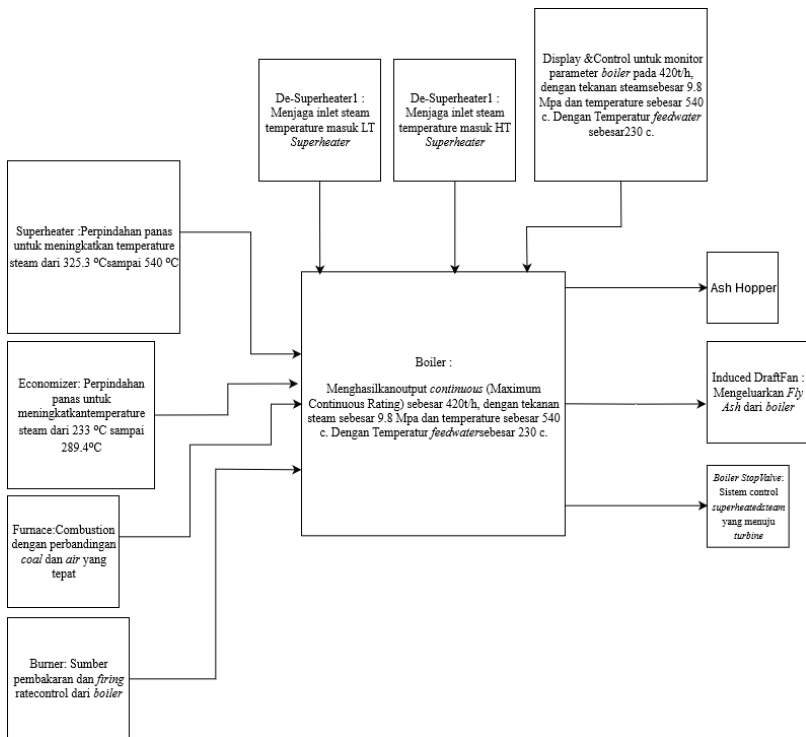 De-Superheater1 :
Menjaga inlet steam
temperature masuk LT
Superheater
De-Superheater1 :
Menjaga inlet steam
temperature masuk HT
Superheater
Display &Control untuk monitor
parameter boiler pada 420t/h,
dengan tekanan steamsebesar 9.8
Mpa dan temperature sebesar 540
c. Dengan Temperatur feedwater
sebesar230 c.
Superheater :Perpindahan panas
untuk meningkatkan temperature
steam dari 325.3 ⁰Csampai 540 ⁰C
Economizer: Perpindahan
panas untuk
meningkatkantemperature
steam dari 233 ⁰C sampai
289.4⁰C
Furnace:Combustion
dengan perbandingan
coal dan air yang
tepat
Burner: Sumber
pembakaran dan firing
ratecontrol dari boiler
Boiler :
Menghasilkanoutput continuous (Maximum
Continuous Rating) sebesar 420t/h, dengan tekanan
steam sebesar 9.8 Mpa dan temperature sebesar 540
c. Dengan Temperatur feedwatersebesar 230 c.
Ash Hopper
Induced DraftFan :
Mengeluarkan Fly
Ash dari boiler
Boiler StopValve:
Sistem control
superheatedsteam
yang menuju
turbine